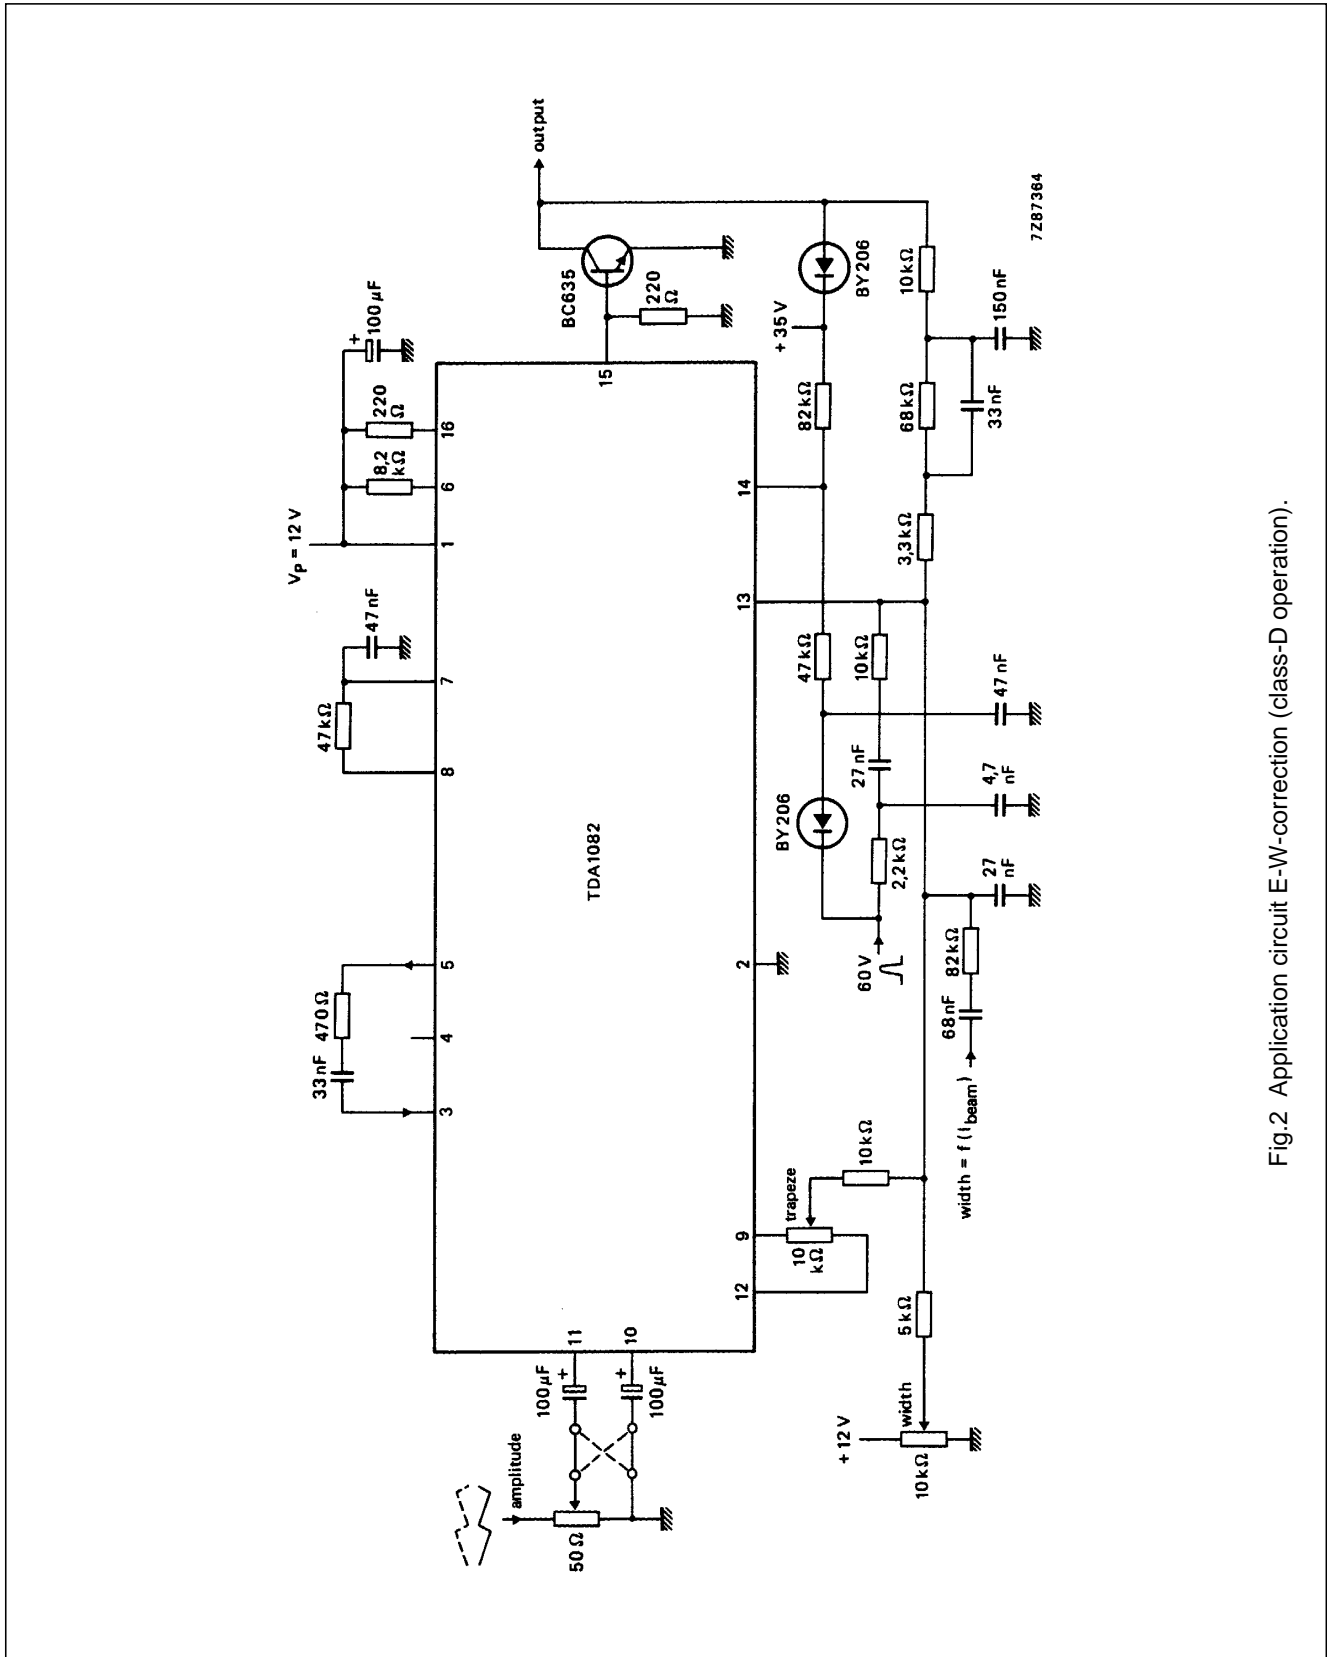 output
BC635
220
Ω
100 µF
+
220
Ω
8,2
kΩ
VP = 12 V
47 nF
47 kΩ
470 Ω
33 nF
15
16
6
1
7
8
5
4
3
TDA1082
11
10
14
13
2
9
12
100 µF
+
+
100 µF
amplitude
50 Ω
+ 35 V
BY206
82 kΩ
10 kΩ
150 nF
68 kΩ
33 nF
3,3 kΩ
47 kΩ
10 kΩ
47 nF
27 nF
BY206
4,7
nF
2,2 kΩ
60 V
27
nF
82 kΩ
68 nF
width = f (Ibeam)
trapeze
10
kΩ
10 kΩ
5 kΩ
width
+12 V
10 kΩ
7Z87364
Fig.2 Application circuit E-W-correction (class-D operation).